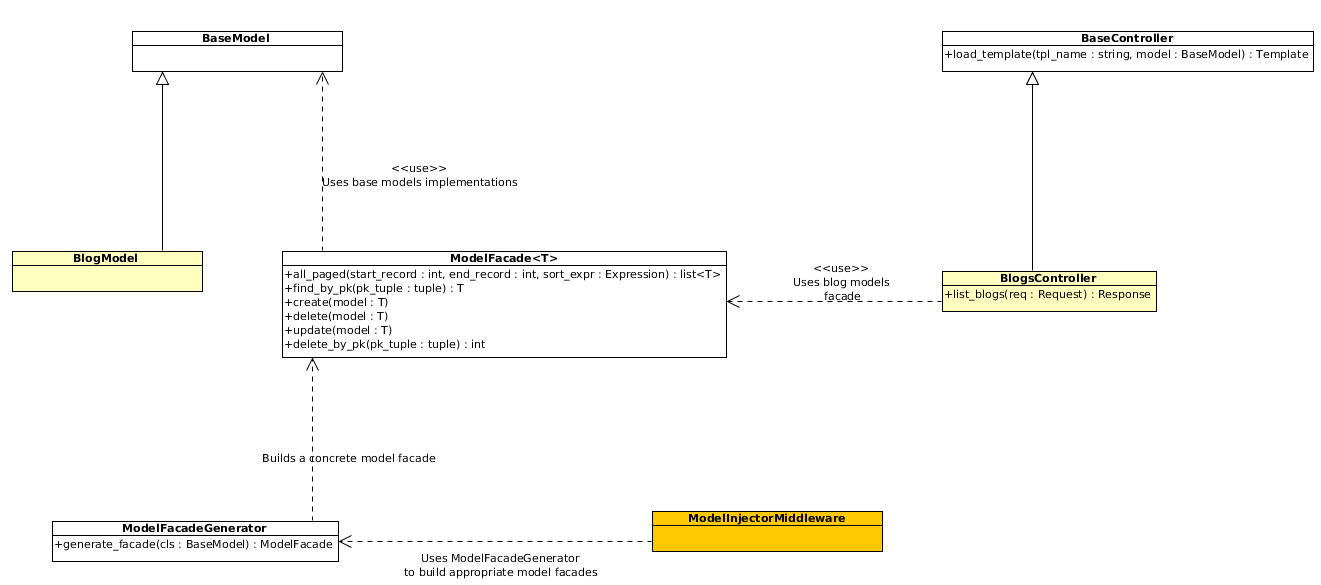 BaseModel
BaseController
+load_template(tpl_name : string, model : BaseModel) : Template
<<use>>
Uses base models implementations
BlogModel
ModelFacade<T>
+all_paged(start_record : int, end_record : int, sort_expr : Expression) : list<T>
+find_by_pk(pk_tuple : tuple) : T
+create(model : T)
+delete(model : T)
+update(model : T)
+delete_by_pk(pk_tuple : tuple) : int
<<use>>
Uses blog models
facade
BlogsController
+list_blogs(req : Request) : Response
Builds a concrete model facade
ModelFacadeGenerator
+generate_facade(cls : BaseModel) : ModelFacade
ModelInjectorMiddleware
Uses ModelFacadeGenerator
to build appropriate model facades